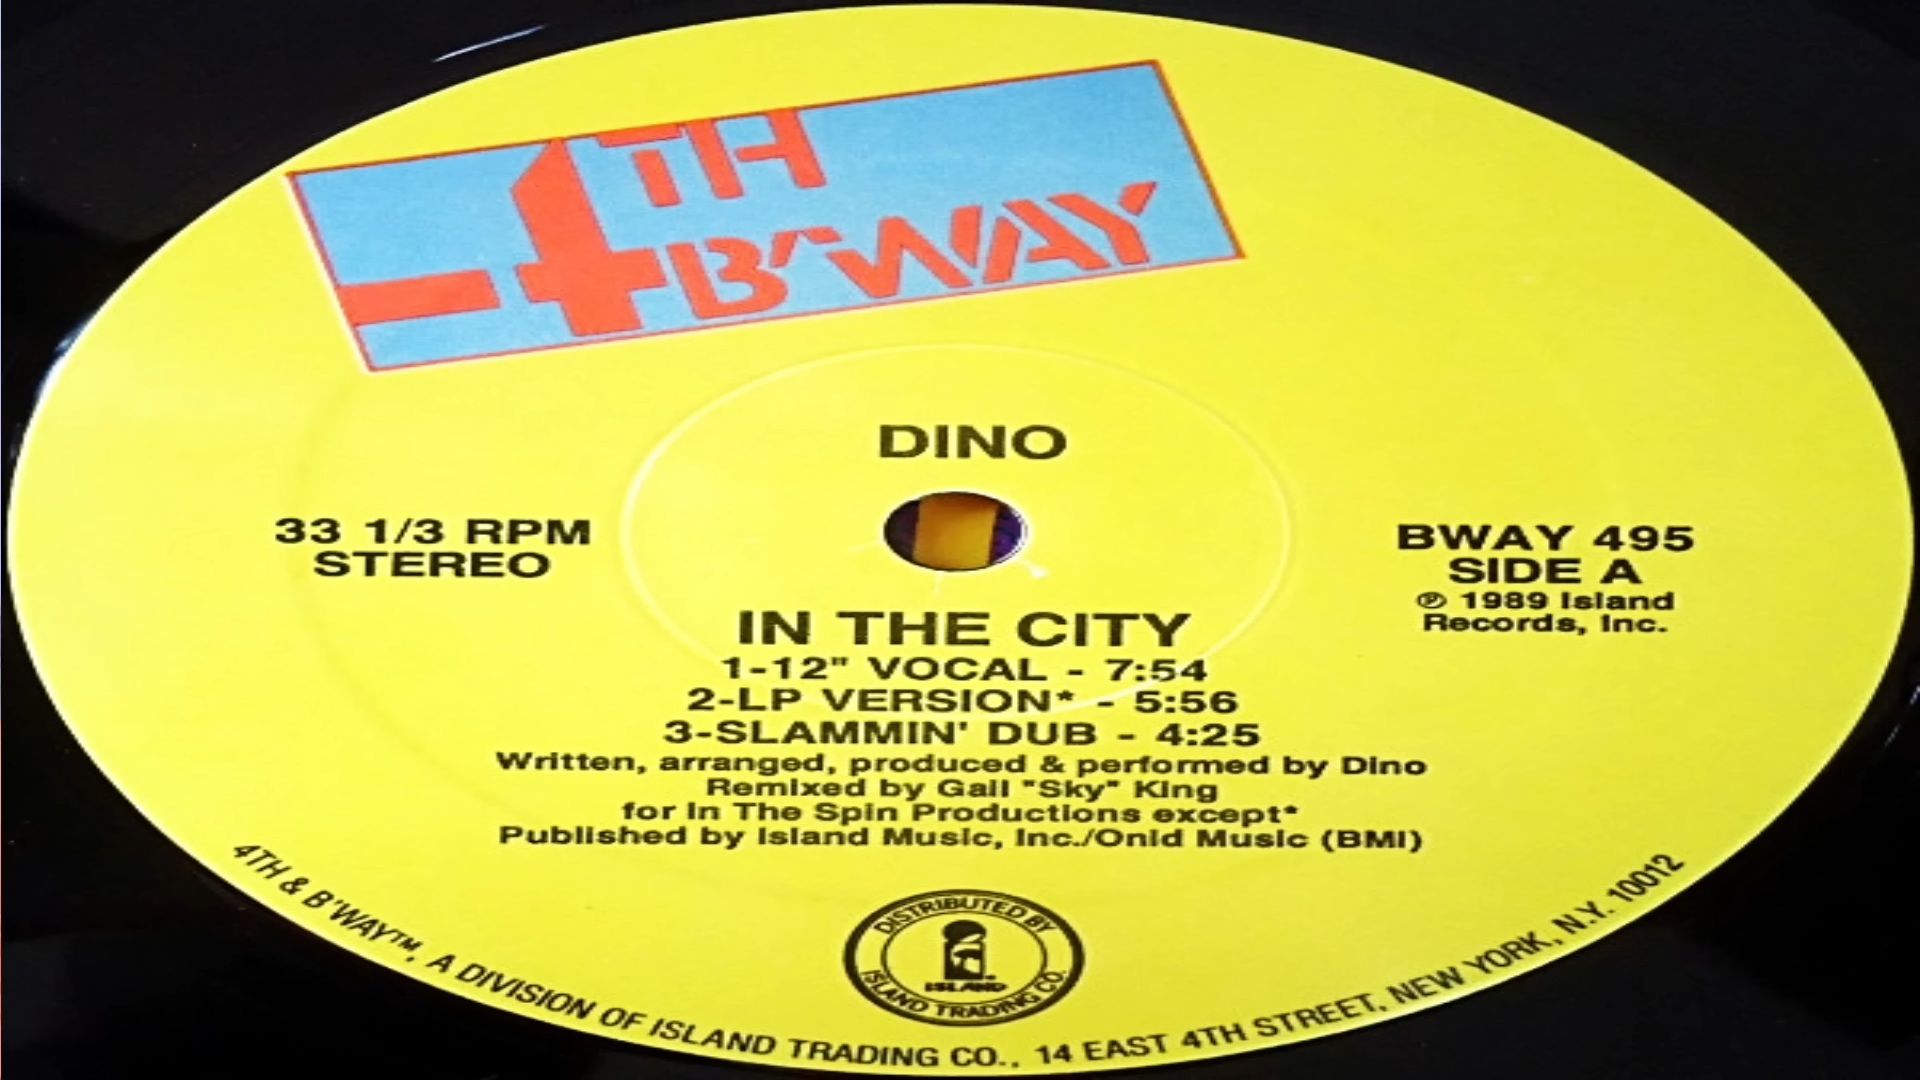 4TH
B'WAY
DINO
33 1/3 RPM
STEREO
BWAY 495
SIDE A
℗ 1989 Island
Records, Inc.
IN THE CITY
1-12" VOCAL - 7:54
2-LP VERSION* - 5:56
3-SLAMMIN' DUB - 4:25
Written, arranged, produced & performed by Dino
Remixed by Gail "Sky" King
for In The Spin Productions except*
Published by Island Music, Inc./Onid Music (BMI)
DISTRIBUTED BY
ISLAND
ISLAND TRADING CO.
4TH & B'WAY™, A DIVISION OF ISLAND TRADING CO., 14 EAST 4TH STREET, NEW YORK, N.Y. 10012